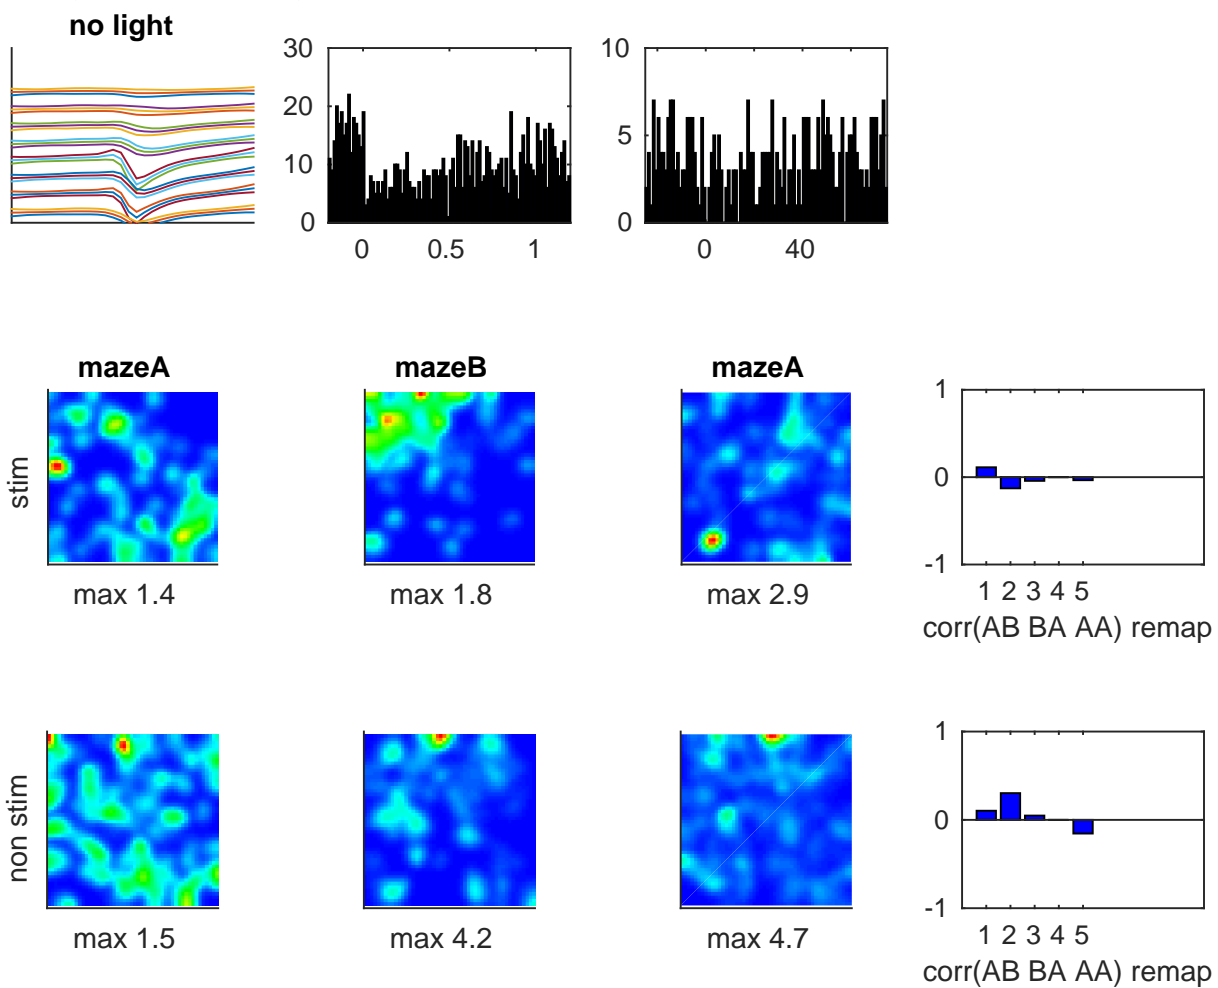 no light
30
20
10
0
0 0.5 1
10
5
0
0 40
mazeA mazeB mazeA
stim
max 1.4 max 1.8 max 2.9
1
0
-1
1 2 3 4 5
corr(AB BA AA) remap
non stim
max 1.5 max 4.2 max 4.7
1
0
-1
1 2 3 4 5
corr(AB BA AA) remap